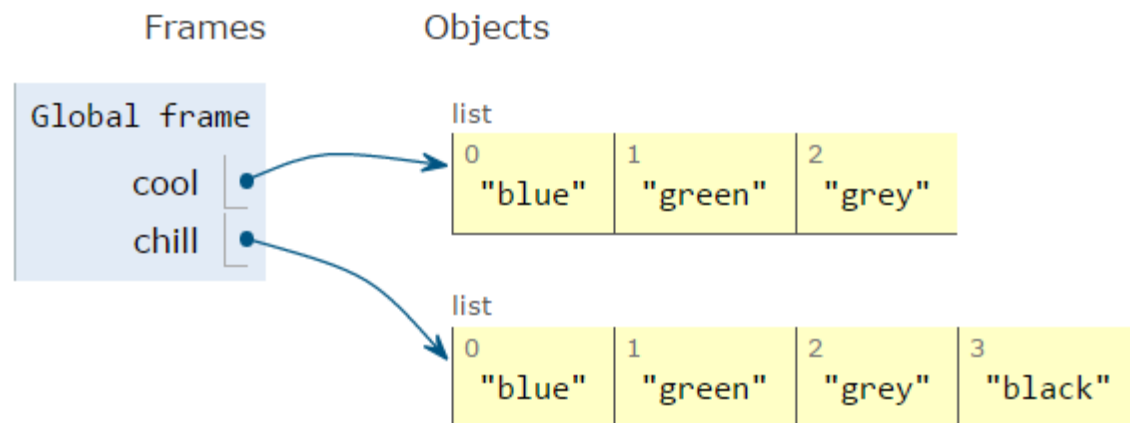 Frames Objects
Global frame
cool
chill
list
0 1 2
"blue" "green" "grey"
list
0 1 2 3
"blue" "green" "grey" "black"